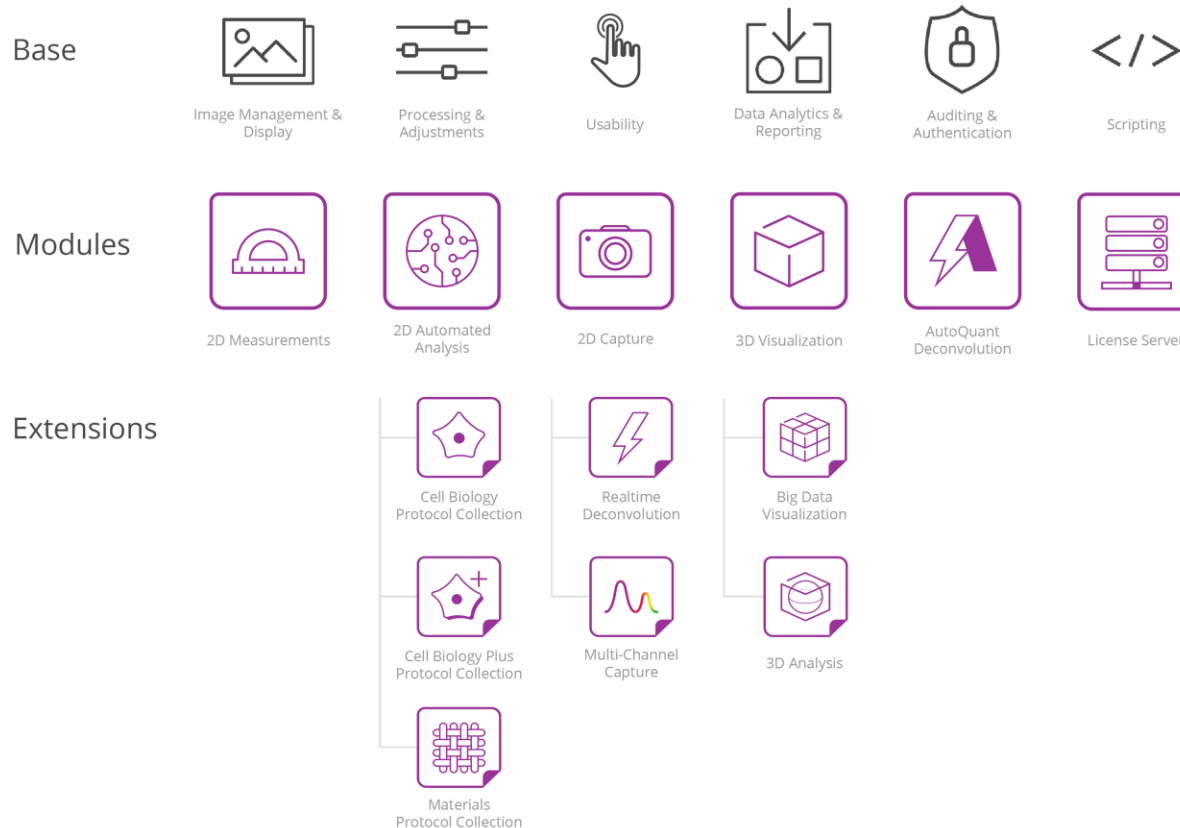 Base
Image Management &
Display
Processing &
Adjustments
Usability
Data Analytics &
Reporting
Auditing &
Authentication
Scripting
Modules
2D Measurements
2D Automated
Analysis
2D Capture
3D Visualization
AutoQuant
Deconvolution
License Server
Extensions
Cell Biology
Protocol Collection
Realtime
Deconvolution
Big Data
Visualization
Cell Biology Plus
Protocol Collection
Multi-Channel
Capture
3D Analysis
Materials
Protocol Collection